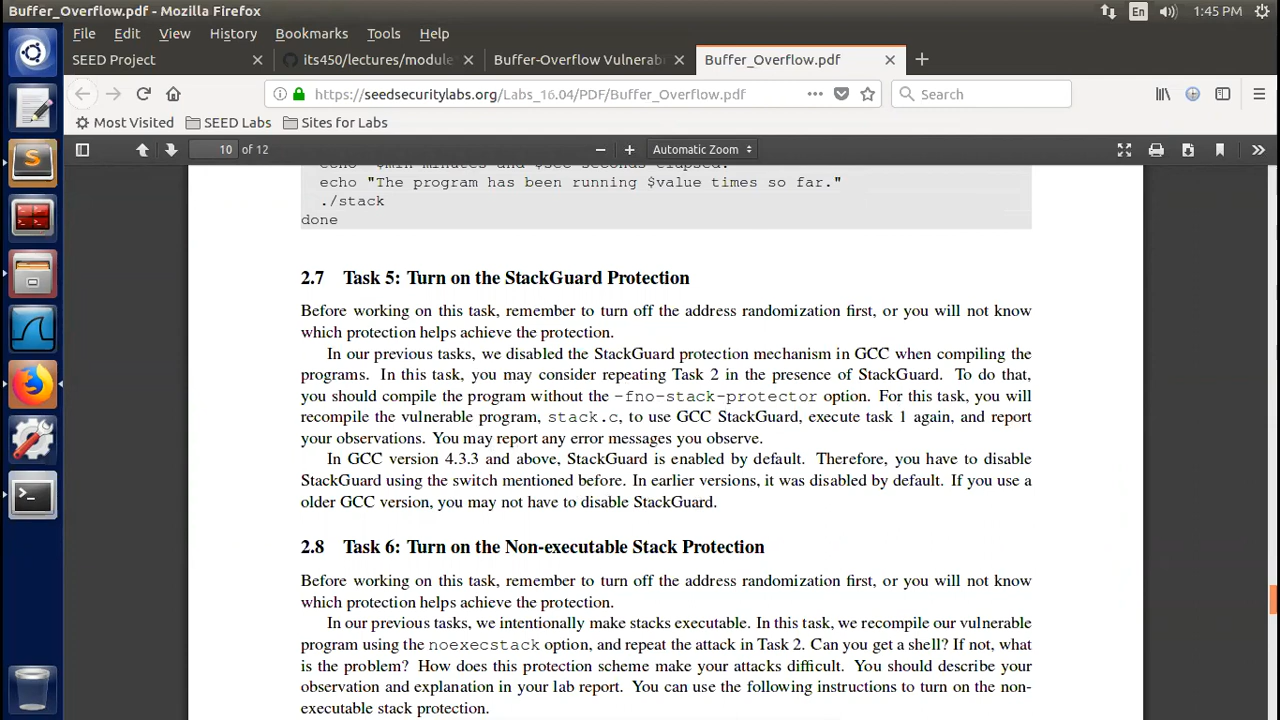 Buffer_Overflow.pdf - Mozilla Firefox
En
1:45 PM
File Edit View History Bookmarks Tools Help
SEED Project
its450/lectures/module
Buffer-Overflow Vulnerab
Buffer_Overflow.pdf
https://seedsecuritylabs.org/Labs_16.04/PDF/Buffer_Overflow.pdf
Search
Most Visited
SEED Labs
Sites for Labs
10 of 12
Automatic Zoom
echo "$min minutes and $sec seconds elapsed."
echo "The program has been running $value times so far."
./stack
done
2.7 Task 5: Turn on the StackGuard Protection
Before working on this task, remember to turn off the address randomization first, or you will not know
which protection helps achieve the protection.
In our previous tasks, we disabled the StackGuard protection mechanism in GCC when compiling the
programs. In this task, you may consider repeating Task 2 in the presence of StackGuard. To do that,
you should compile the program without the -fno-stack-protector option. For this task, you will
recompile the vulnerable program, stack.c, to use GCC StackGuard, execute task 1 again, and report
your observations. You may report any error messages you observe.
In GCC version 4.3.3 and above, StackGuard is enabled by default. Therefore, you have to disable
StackGuard using the switch mentioned before. In earlier versions, it was disabled by default. If you use a
older GCC version, you may not have to disable StackGuard.
2.8 Task 6: Turn on the Non-executable Stack Protection
Before working on this task, remember to turn off the address randomization first, or you will not know
which protection helps achieve the protection.
In our previous tasks, we intentionally make stacks executable. In this task, we recompile our vulnerable
program using the noexecstack option, and repeat the attack in Task 2. Can you get a shell? If not, what
is the problem? How does this protection scheme make your attacks difficult. You should describe your
observation and explanation in your lab report. You can use the following instructions to turn on the non-
executable stack protection.